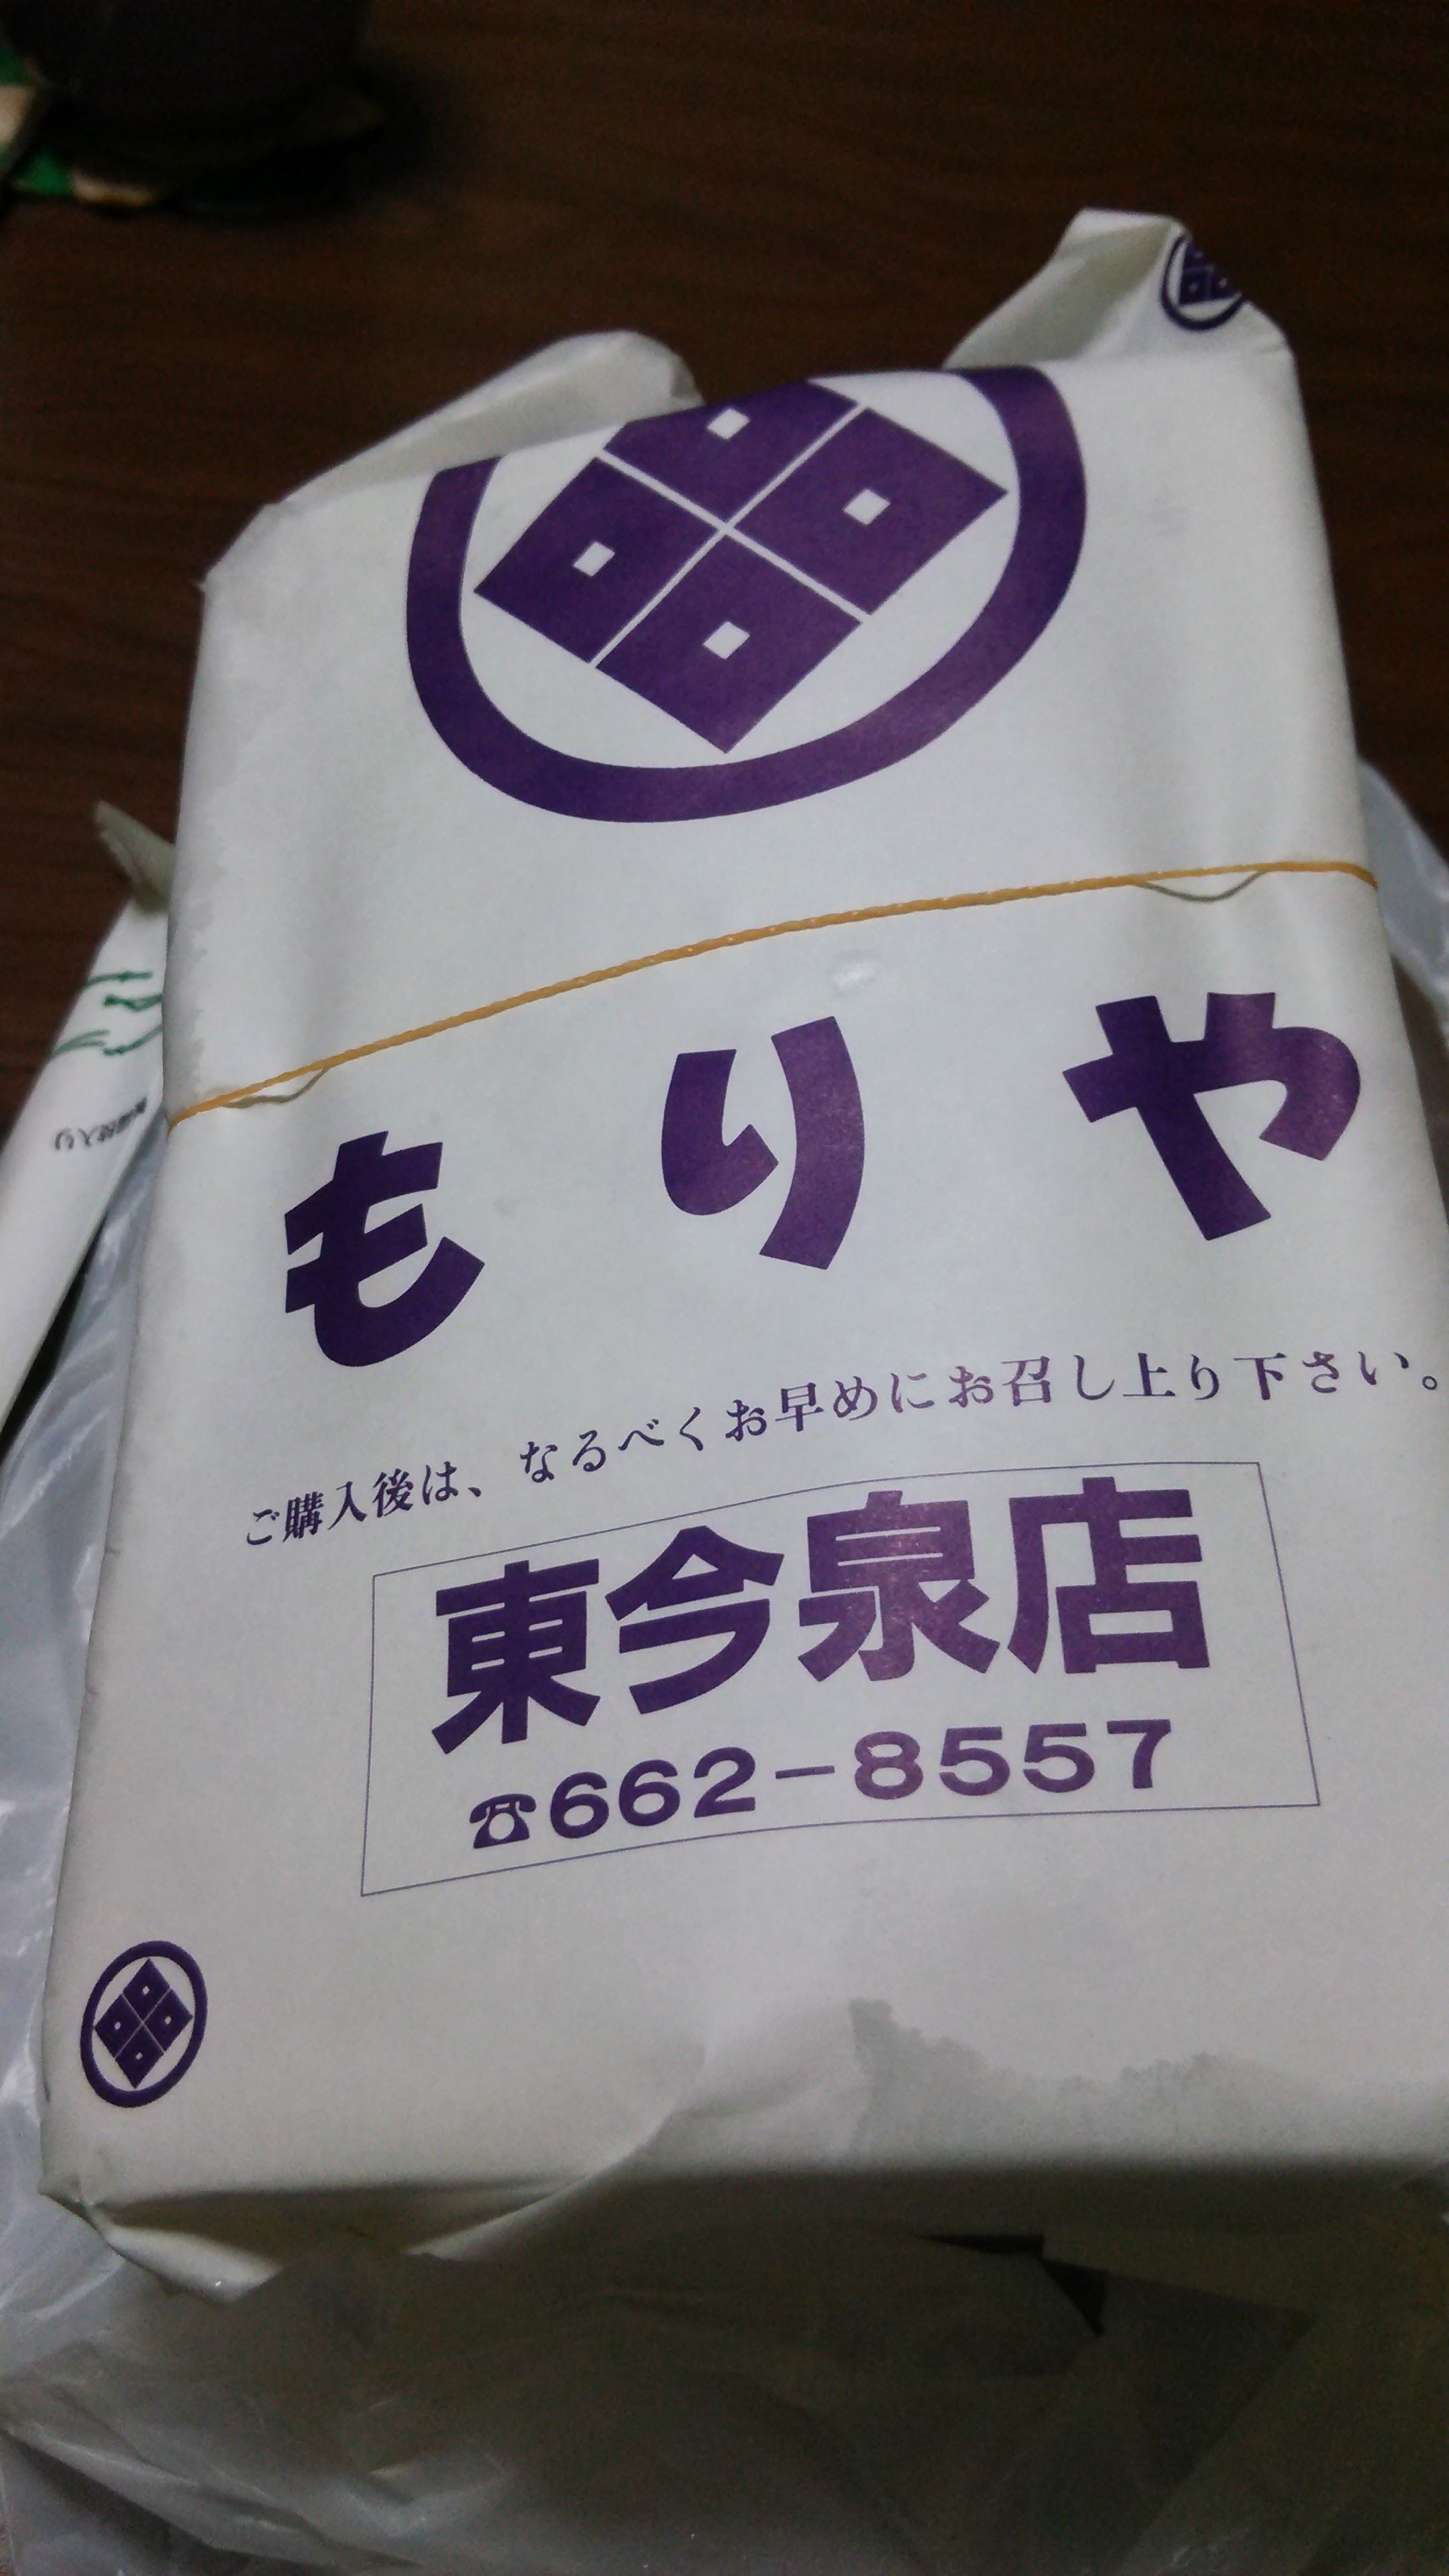 もりや
ご購入後は、なるべくお早めにお召し上り下さい。
東今泉店
☎662-8557